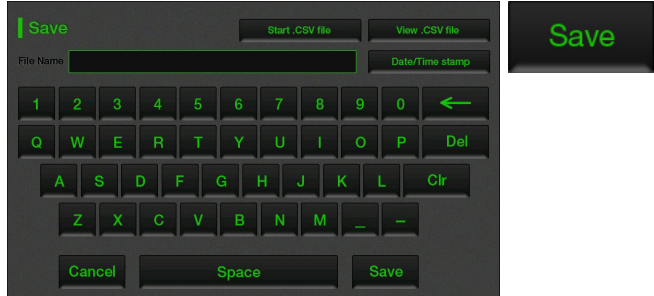 Save
Start .CSV file
View .CSV file
File Name
Date/Time stamp
1 2 3 4 5 6 7 8 9 0 ←
Q W E R T Y U I O P Del
A S D F G H J K L Clr
Z X C V B N M _ –
Cancel Space Save
Save